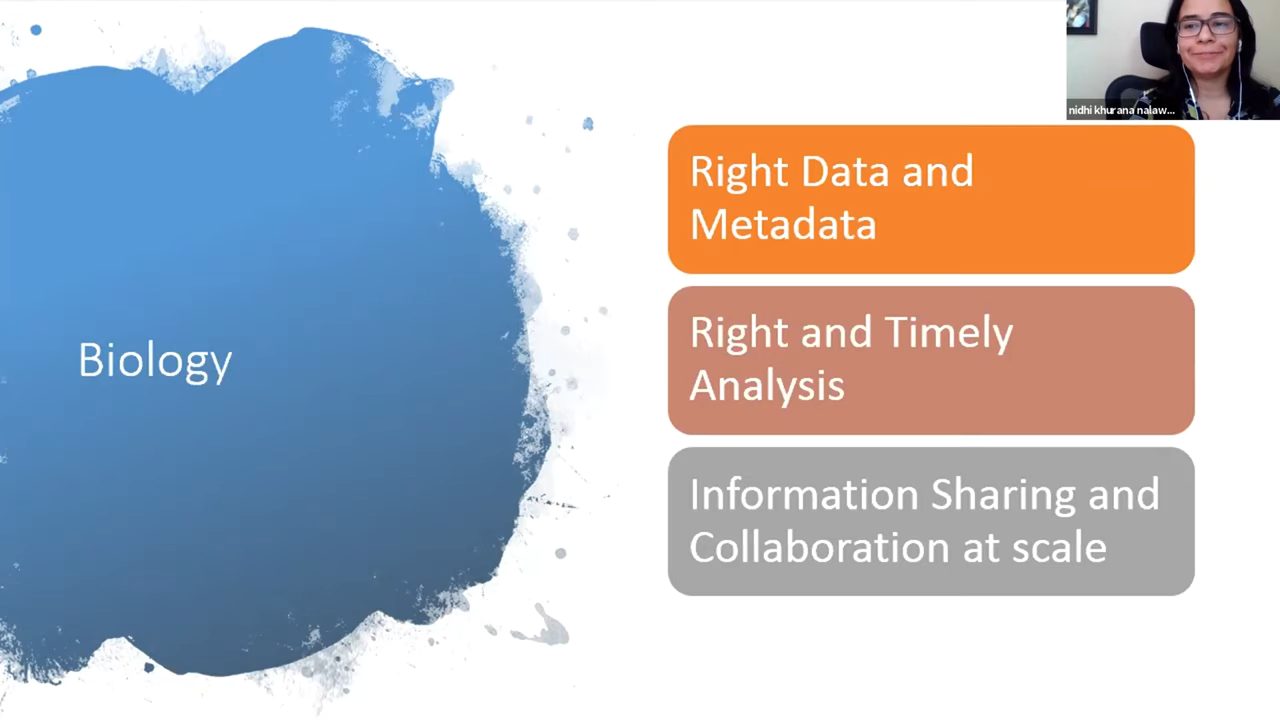 nidhi khurana nalaw...
Right Data and
Metadata
Right and Timely
Analysis
Biology
Information Sharing and
Collaboration at scale